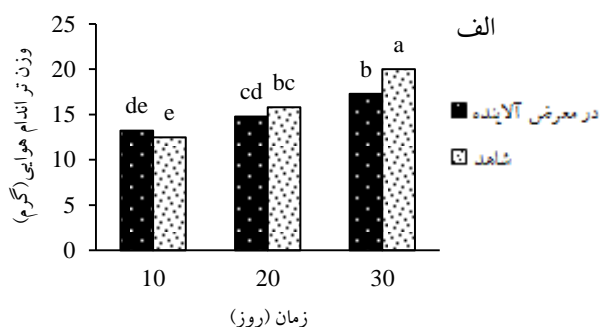 الف
وزن تر اندام هوایی(گرم)
25
20
15
10
5
0
de
e
cd
bc
b
a
10
20
30
زمان (روز)
در معرض آلاینده
شاهد